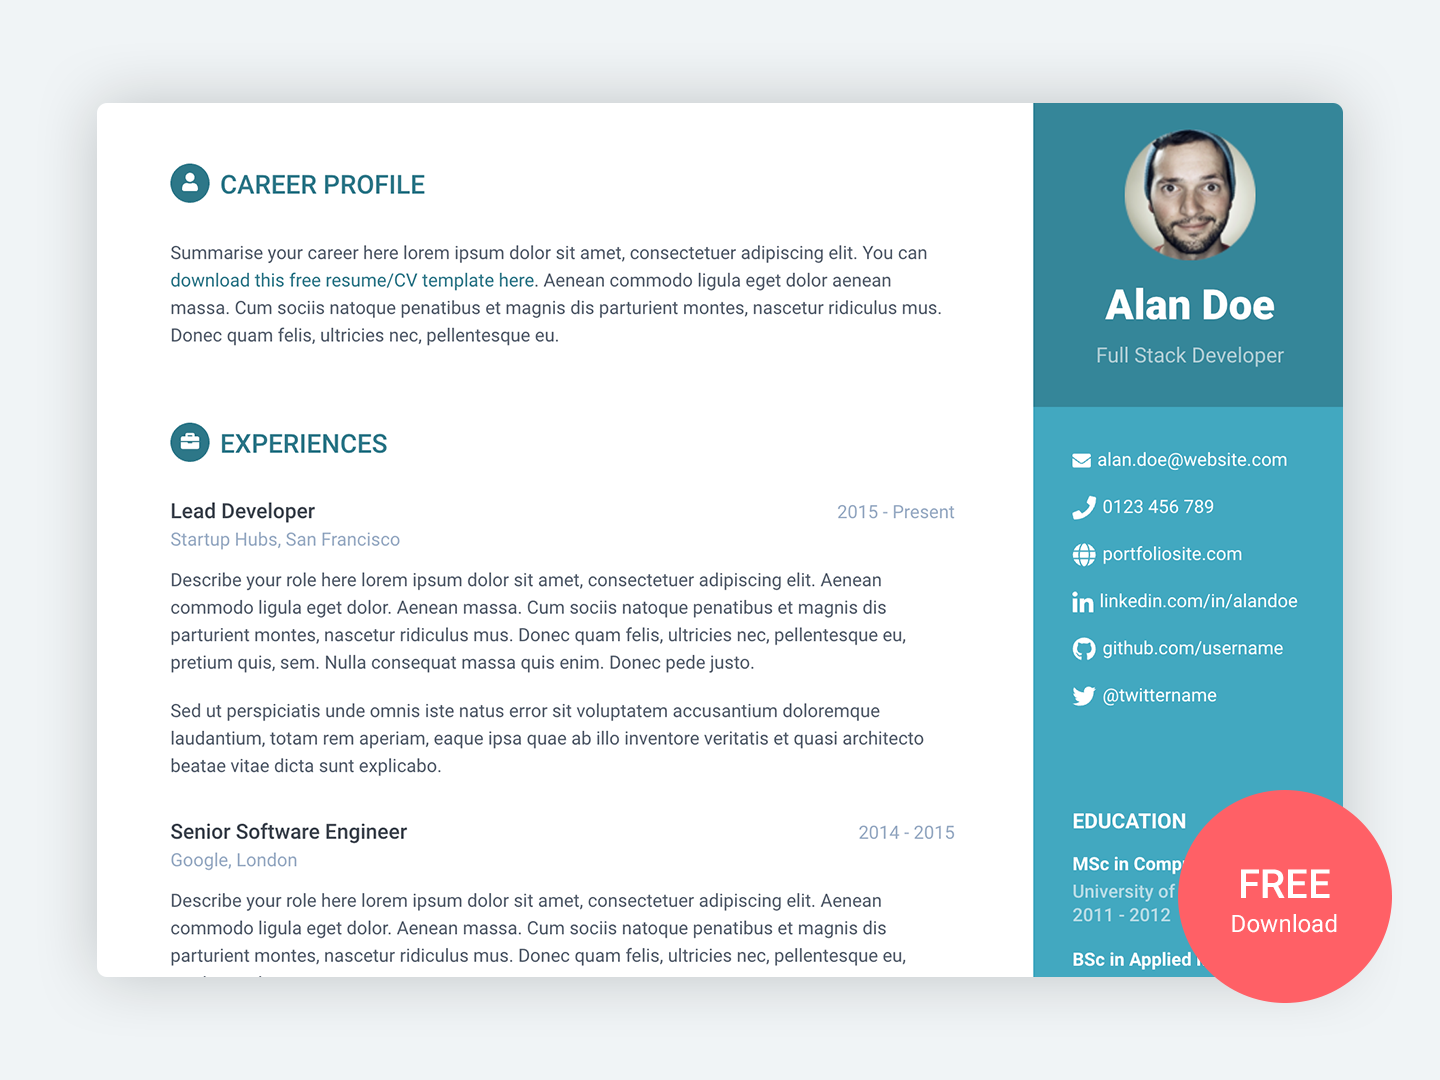 CAREER PROFILE
Summarise your career here lorem ipsum dolor sit amet, consectetuer adipiscing elit. You can
download this free resume/CV template here. Aenean commodo ligula eget dolor aenean
massa. Cum sociis natoque penatibus et magnis dis parturient montes, nascetur ridiculus mus.
Donec quam felis, ultricies nec, pellentesque eu.
EXPERIENCES
Lead Developer
2015 - Present
Startup Hubs, San Francisco
Describe your role here lorem ipsum dolor sit amet, consectetuer adipiscing elit. Aenean
commodo ligula eget dolor. Aenean massa. Cum sociis natoque penatibus et magnis dis
parturient montes, nascetur ridiculus mus. Donec quam felis, ultricies nec, pellentesque eu,
pretium quis, sem. Nulla consequat massa quis enim. Donec pede justo.
Sed ut perspiciatis unde omnis iste natus error sit voluptatem accusantium doloremque
laudantium, totam rem aperiam, eaque ipsa quae ab illo inventore veritatis et quasi architecto
beatae vitae dicta sunt explicabo.
Senior Software Engineer
2014 - 2015
Google, London
Describe your role here lorem ipsum dolor sit amet, consectetuer adipiscing elit. Aenean
commodo ligula eget dolor. Aenean massa. Cum sociis natoque penatibus et magnis dis
parturient montes, nascetur ridiculus mus. Donec quam felis, ultricies nec, pellentesque eu,
Alan Doe
Full Stack Developer
alan.doe@website.com
0123 456 789
portfoliosite.com
linkedin.com/in/alandoe
github.com/username
@twittername
EDUCATION
MSc in Comp
University of
2011 - 2012
BSc in Applied
FREE
Download